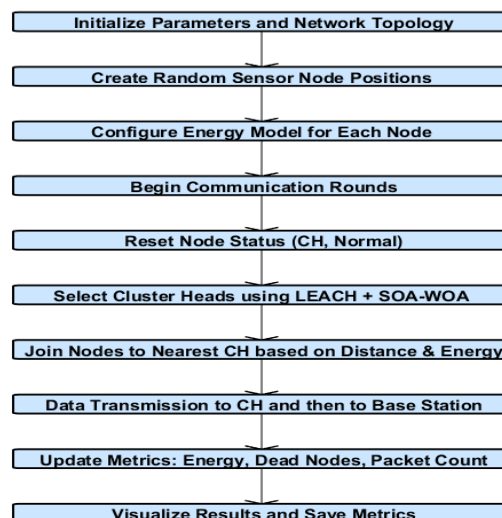 Initialize Parameters and Network Topology
Create Random Sensor Node Positions
Configure Energy Model for Each Node
Begin Communication Rounds
Reset Node Status (CH, Normal)
Select Cluster Heads using LEACH + SOA-WOA
Join Nodes to Nearest CH based on Distance & Energy
Data Transmission to CH and then to Base Station
Update Metrics: Energy, Dead Nodes, Packet Count
Visualize Results and Save Metrics